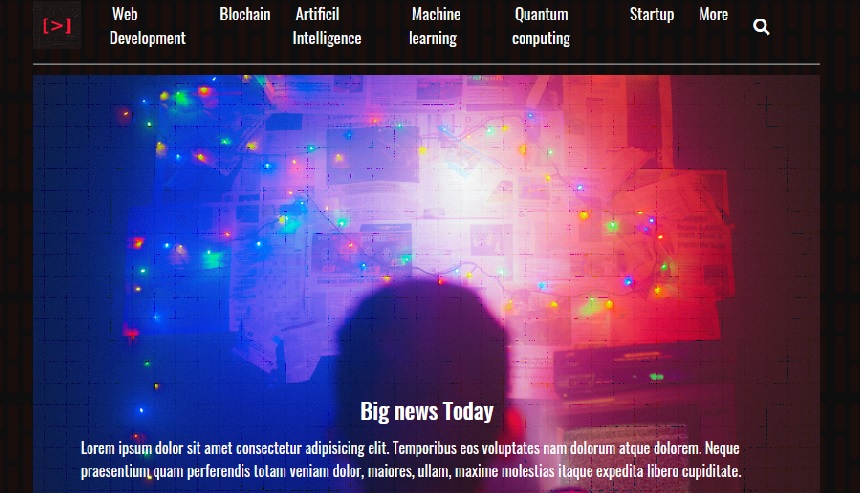 [>] Web Blochain Artificil Machine Quantum Startup More
Development Intelligence learning conputing
Big news Today
Lorem ipsum dolor sit amet consectetur adipisicing elit. Temporibus eos voluptates nam dolorum atque dolorem. Neque
praesentium quam perferendis totam veniam dolor, maiores, ullam, maxime molestias itaque expedita libero cupiditate.